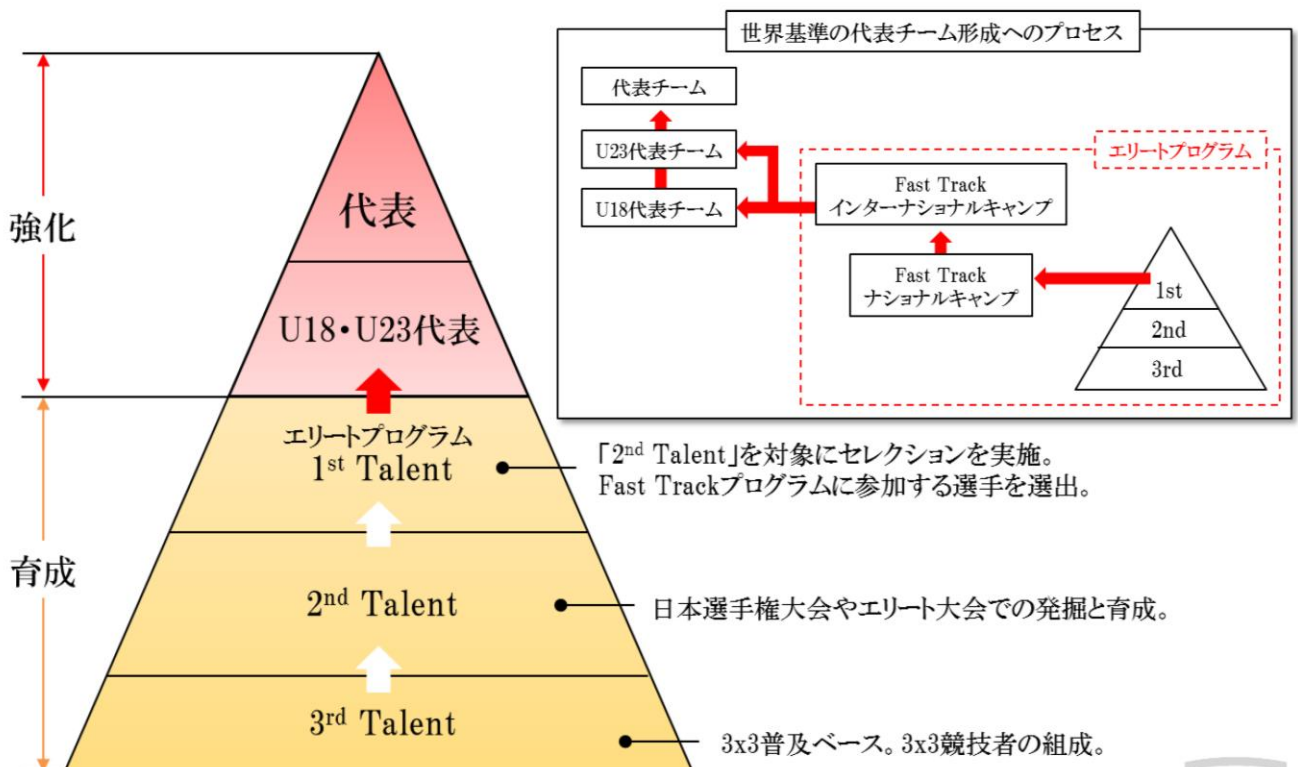 世界基準の代表チーム形成へのプロセス
代表チーム
U23代表チーム
U18代表チーム
エリートプログラム
Fast Track
インターナショナルキャンプ
Fast Track
ナショナルキャンプ
1st
2nd
3rd
強化
代表
U18・U23代表
育成
エリートプログラム
1st Talent
「2nd Talent」を対象にセレクションを実施。
Fast Trackプログラムに参加する選手を選出。
2nd Talent
日本選手権大会やエリート大会での発掘と育成。
3rd Talent
3x3普及ベース。3x3競技者の組成。